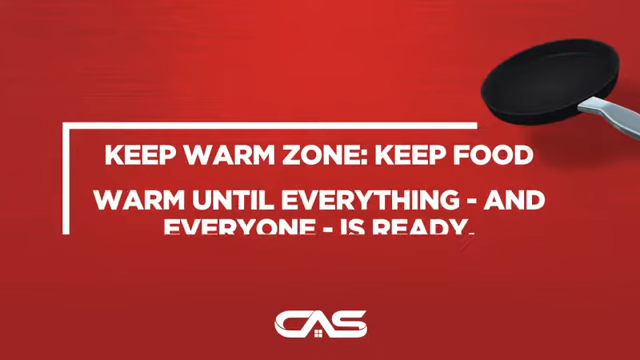 KEEP WARM ZONE: KEEP FOOD
WARM UNTIL EVERYTHING - AND
EVERYONE - IS READY.
CAS